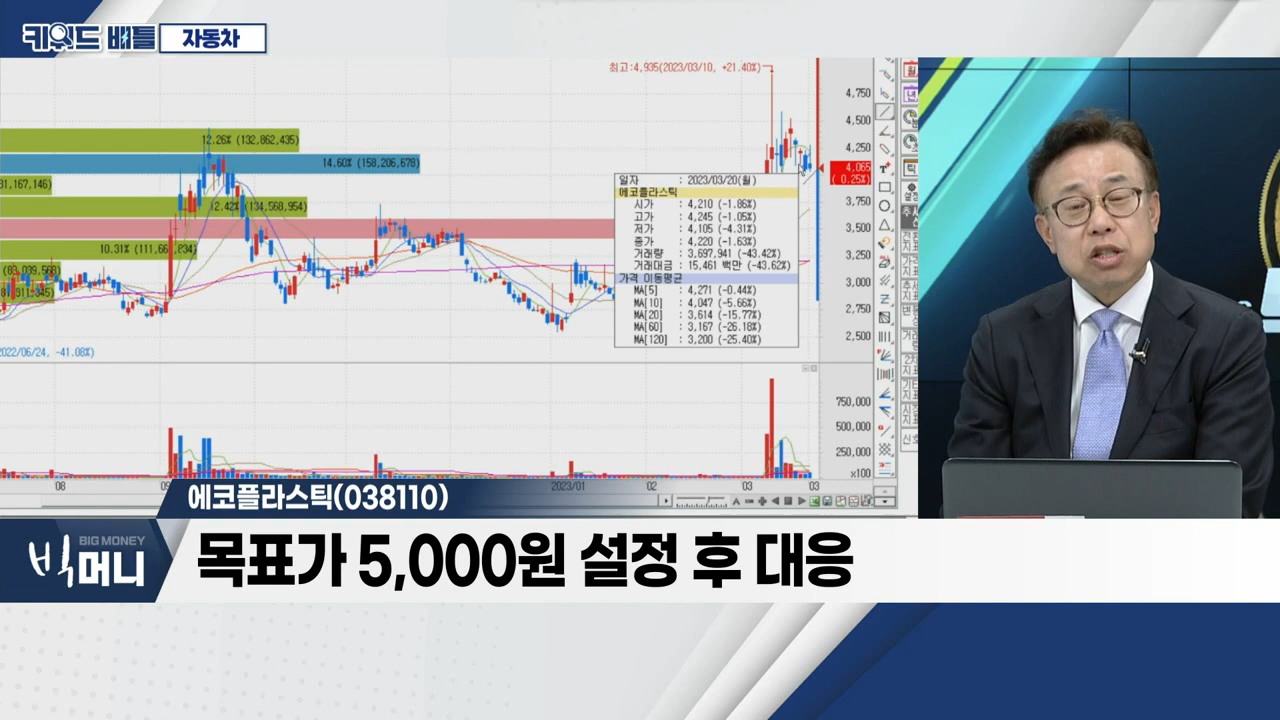 키워드 배틀 자동차
최고:4,935(2023/03/10, +21.40%)
4,750
4,500
12.26% (132,862,435)
4,250
14.60% (158,206,678)
4,065
( 0.25%)
31,167,146)
일자 : 2023/03/20(월)
에코플라스틱
12.42% (134,568,954)
시가 : 4,210 (-1.86%)
3,750
고가 : 4,245 (-1.05%)
저가 : 4,105 (-4.31%)
3,500
종가 : 4,220 (-1.63%)
거래량 : 3,697,941 (-43.42%)
3,250
거래대금 : 15,461 백만 (-43.62%)
가격 이동평균
3,000
MA[5] : 4,271 (-0.44%)
MA[10] : 4,047 (-5.66%)
2,750
MA[20] : 3,614 (-15.77%)
MA[60] : 3,167 (-26.18%)
2,500
MA[120] : 3,200 (-25.40%)
2022/06/24, -41.08%)
750,000
500,000
250,000
x100
08
2023/01
02
03
03
에코플라스틱(038110)
BIG MONEY
빅머니
목표가 5,000원 설정 후 대응